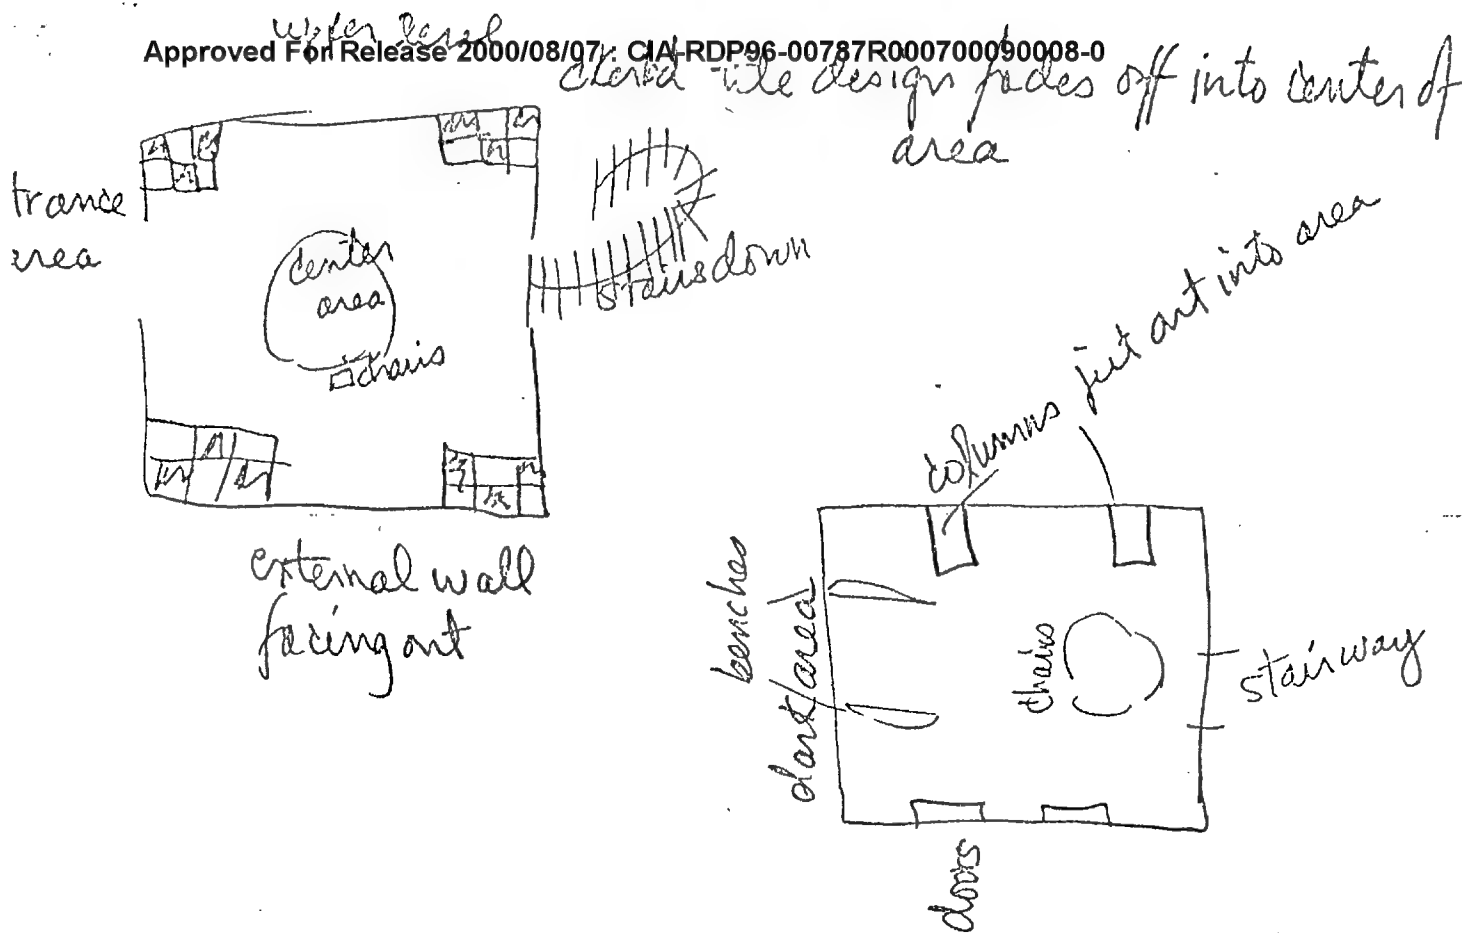 upper level
Approved For Release 2000/08/07 : CIA-RDP96-00787R000700090008-0
tile design fades off into center of
area
trance
area
center
area
chairs
stairs down
columns jut out into area
external wall
facing out
benches
dark area
chairs
stairway
doors